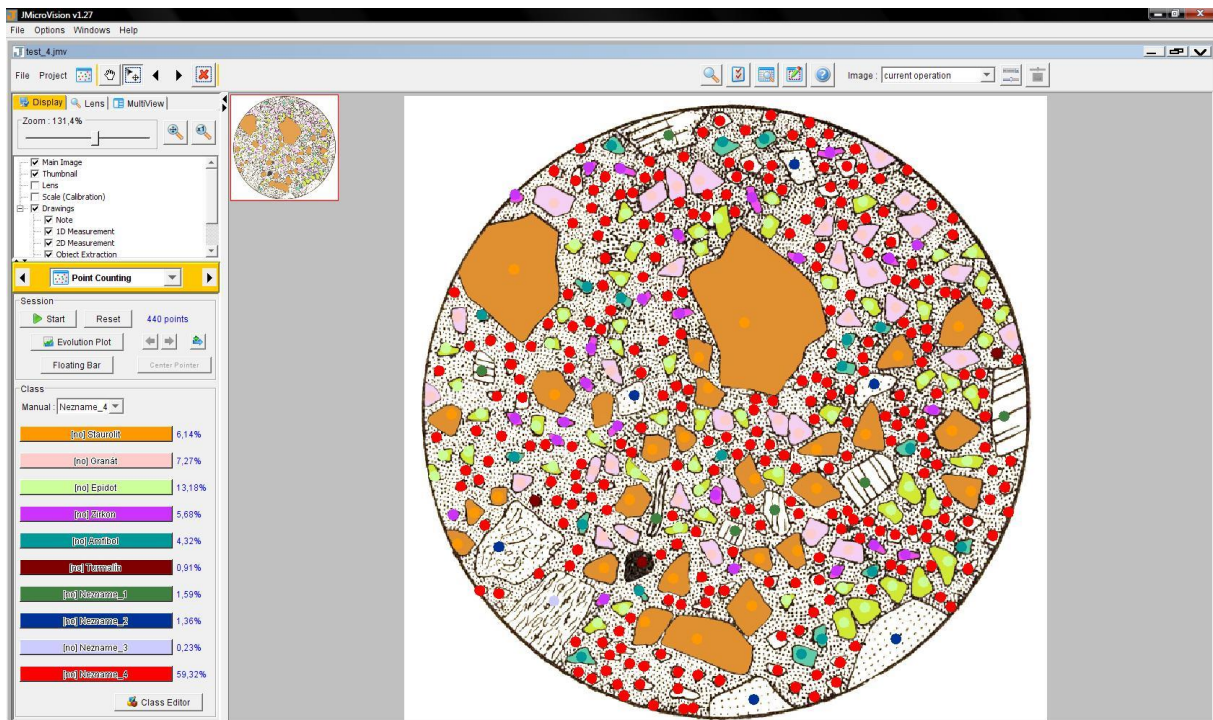 JMicroVision v1.27
File Options Windows Help
test_4.jmv
File Project
Image : current operation
Display Lens MultiView
Zoom : 131,4%
Main Image
Thumbnail
Lens
Scale (Calibration)
Drawings
Note
1D Measurement
2D Measurement
Object Extraction
Point Counting
Session
Start Reset 440 points
Evolution Plot
Floating Bar Center Pointer
Class
Manual : Nezname_4
[no] Staurolit 6,14%
[no] Granát 7,27%
[no] Epidot 13,18%
[no] Zirkon 5,68%
[no] Amfibol 4,32%
[no] Turmalín 0,91%
[no] Nezname_1 1,59%
[no] Nezname_2 1,36%
[no] Nezname_3 0,23%
[no] Nezname_4 59,32%
Class Editor